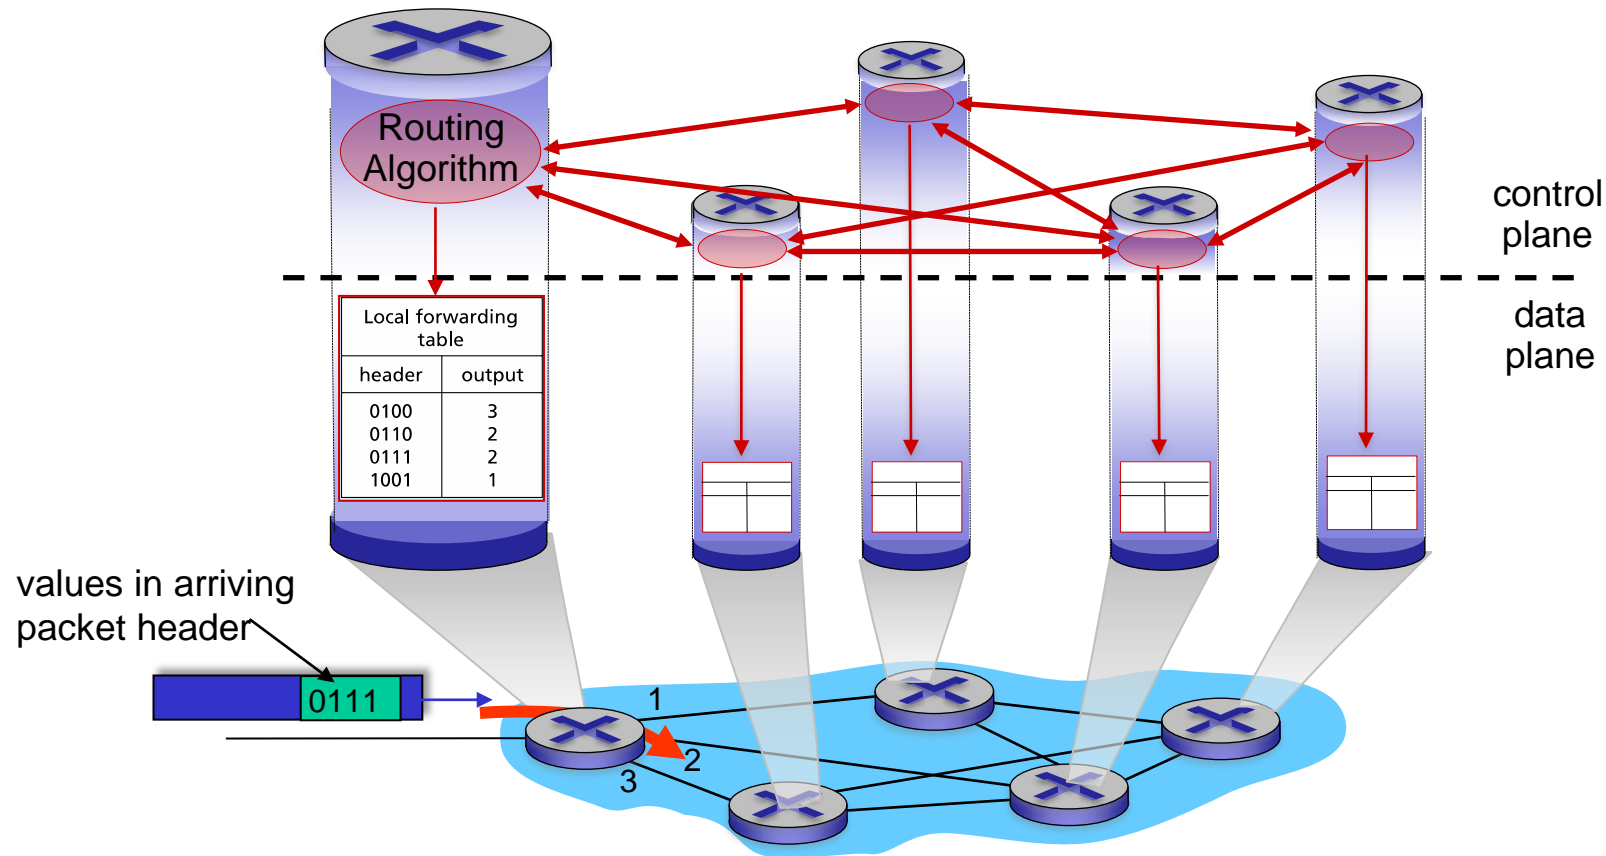 Routing
Algorithm
control
plane
data
plane
Local forwarding
table
header output
0100 3
0110 2
0111 2
1001 1
values in arriving
packet header
0111
1
2
3